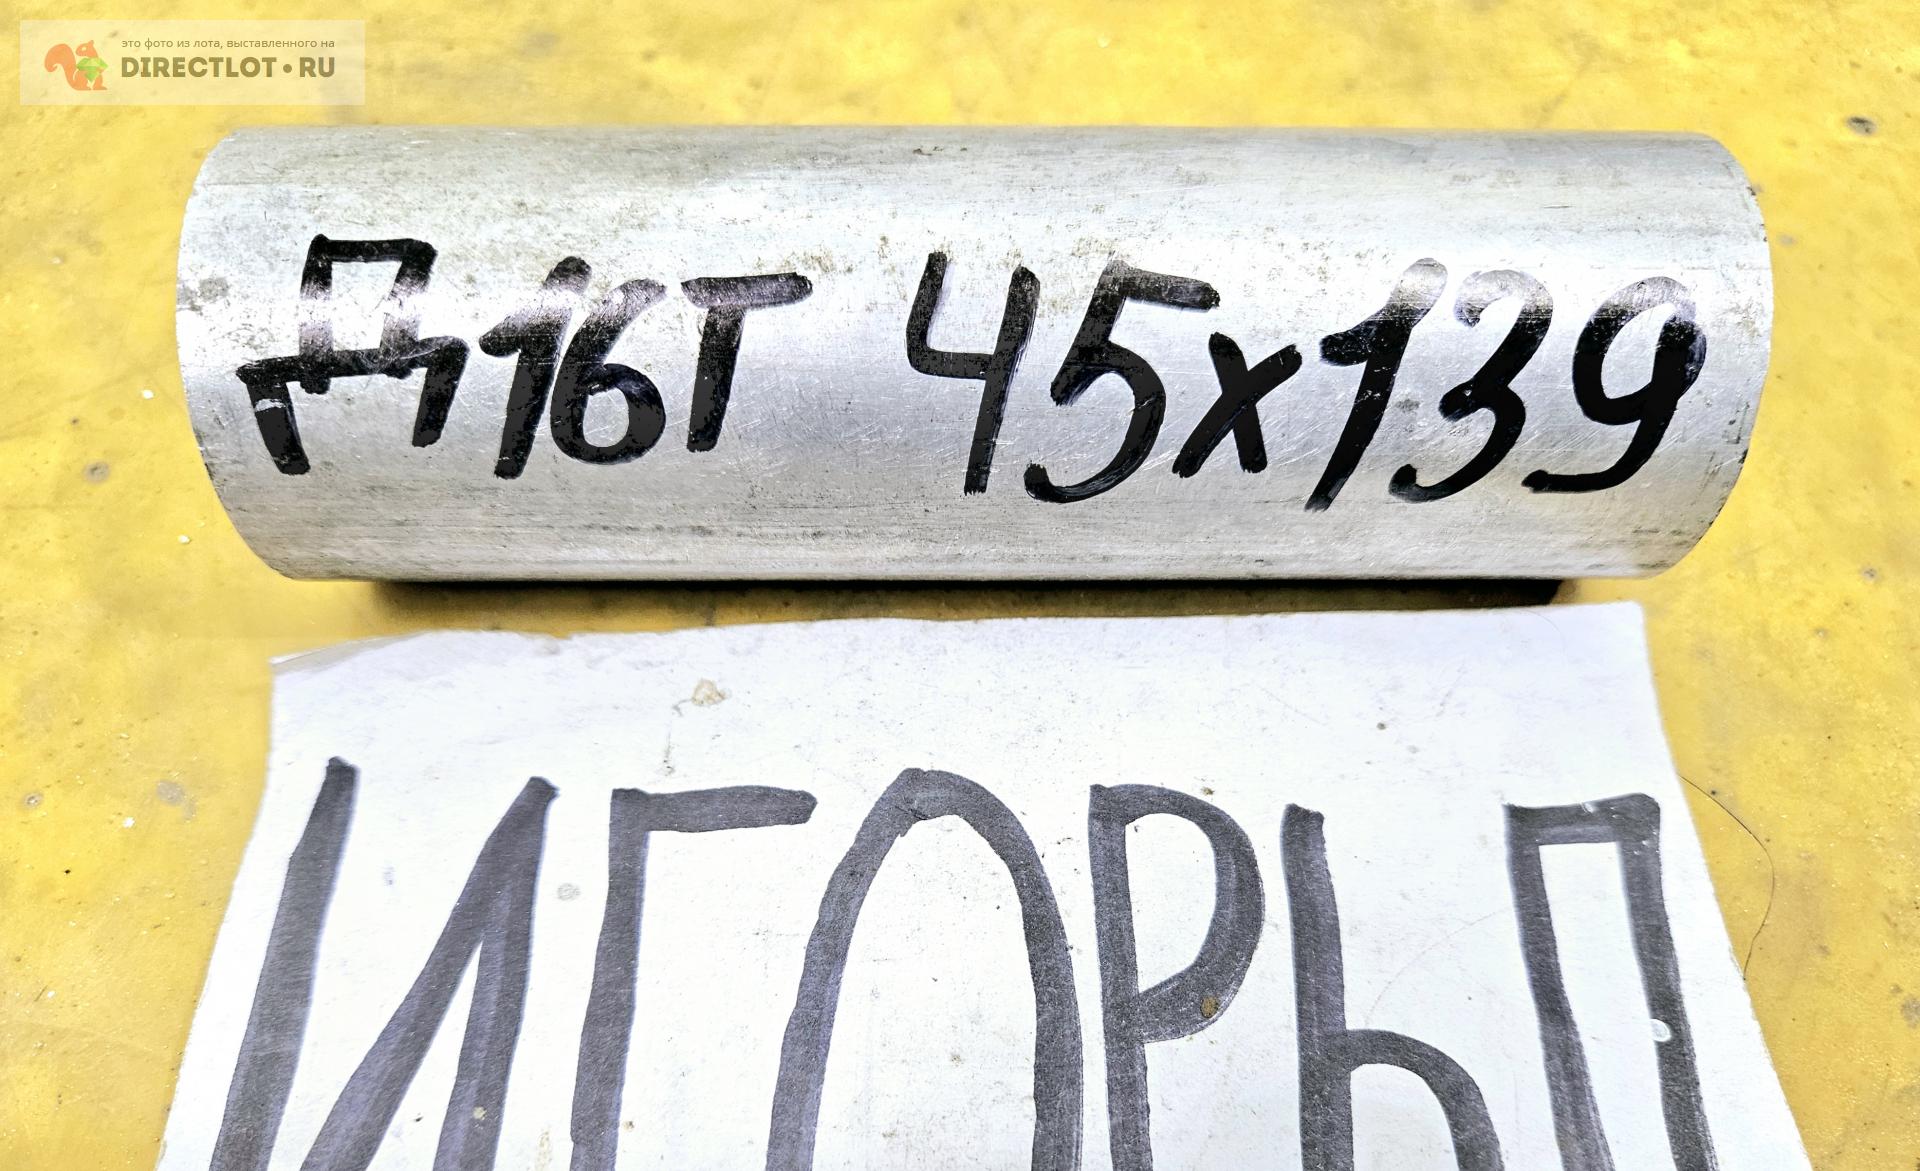 это фото из лота, выставленного на
DIRECTLOT•RU
Д16Т 45х139
ИГОРЬП